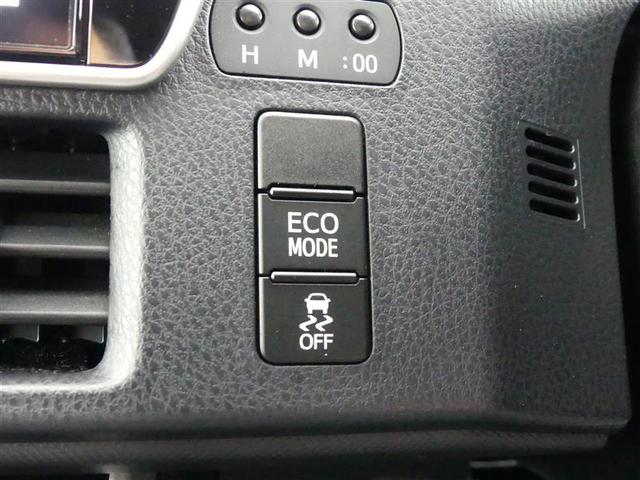 H M :00
ECO
MODE
OFF